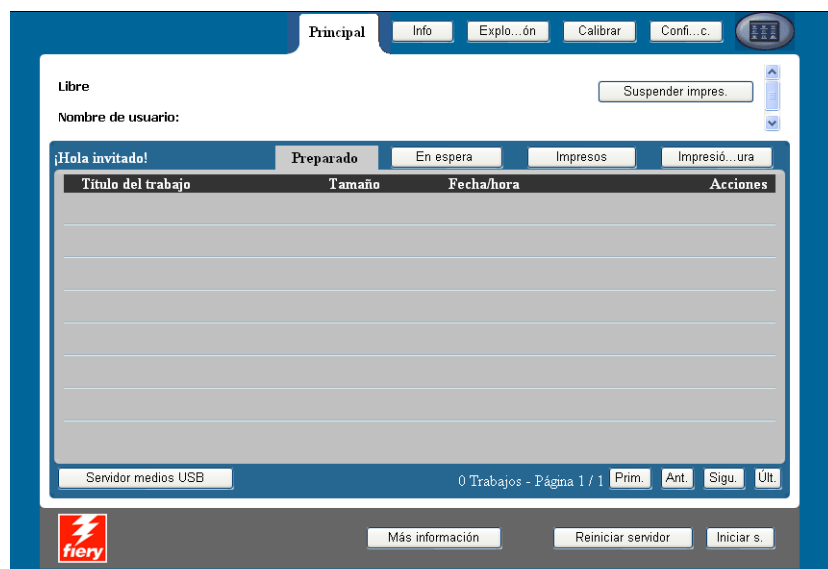 Principal Info Explo...ón Calibrar Confi...c.
Libre
Suspender impres.
Nombre de usuario:
¡Hola invitado! Preparado En espera Impresos Impresió...ura
Título del trabajo Tamaño Fecha/hora Acciones
Servidor medios USB 0 Trabajos - Página 1 / 1 Prim. Ant. Sigu. Últ.
fiery Más información Reiniciar servidor Iniciar s.